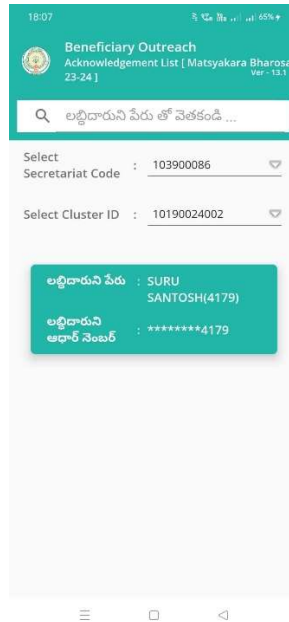 18:07
65%
Beneficiary Outreach
Acknowledgement List [ Matsyakara Bharosa
23-24 ]
Ver - 13.1
లబ్ధిదారుని పేరు తో వెతకండి ...
Select
Secretariat Code : 103900086
Select Cluster ID : 10190024002
లబ్ధిదారుని పేరు : SURU
SANTOSH(4179)
లబ్ధిదారుని
ఆధార్ నెంబర్ : ********4179